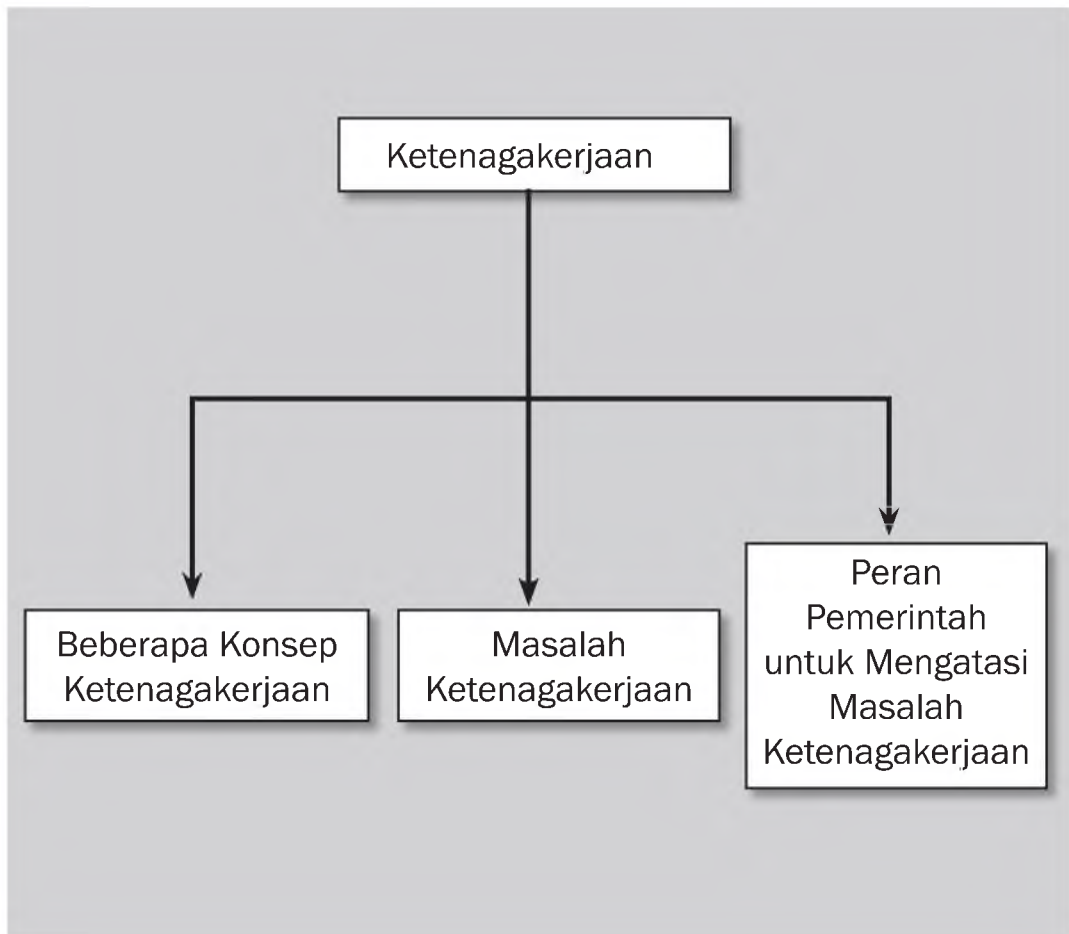 Ketenagakerjaan
Beberapa Konsep
Ketenagakerjaan
Masalah
Ketenagakerjaan
Peran
Pemerintah
untuk Mengatasi
Masalah
Ketenagakerjaan